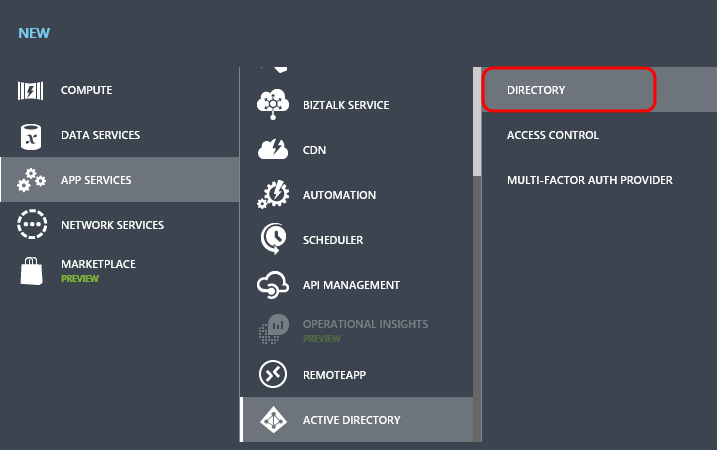 NEW
COMPUTE
DATA SERVICES
APP SERVICES
NETWORK SERVICES
MARKETPLACE
PREVIEW
BIZTALK SERVICE
CDN
AUTOMATION
SCHEDULER
API MANAGEMENT
OPERATIONAL INSIGHTS
PREVIEW
REMOTEAPP
ACTIVE DIRECTORY
DIRECTORY
ACCESS CONTROL
MULTI-FACTOR AUTH PROVIDER